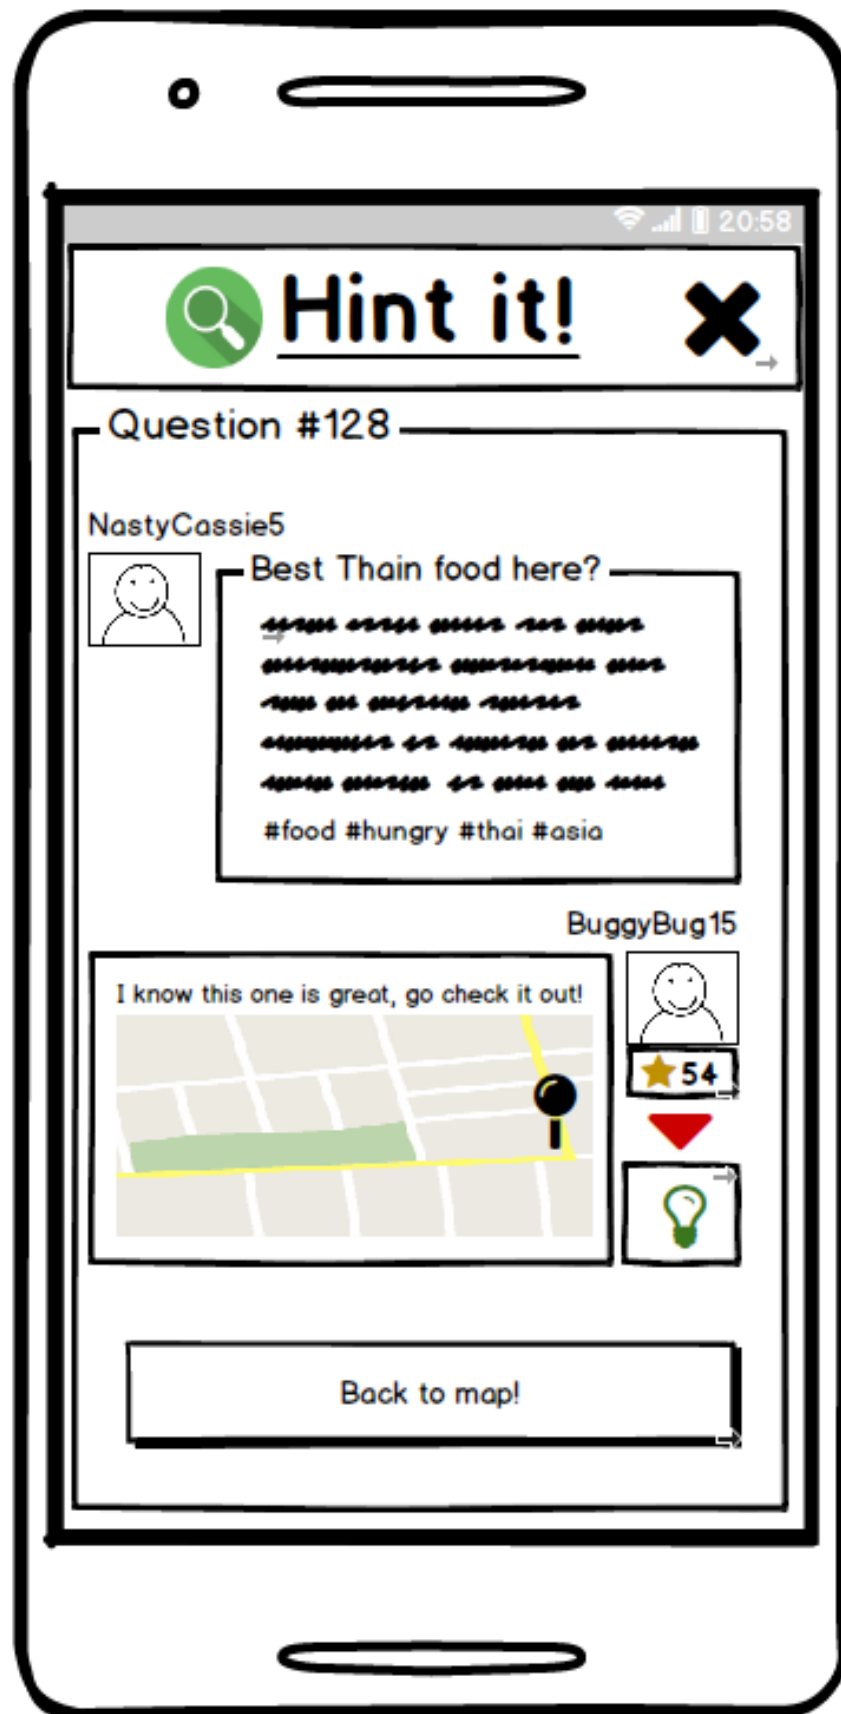 20:58
Hint it!
Question #128
NastyCassie5
Best Thain food here?
#food #hungry #thai #asia
BuggyBug15
I know this one is great, go check it out!
54
Back to map!